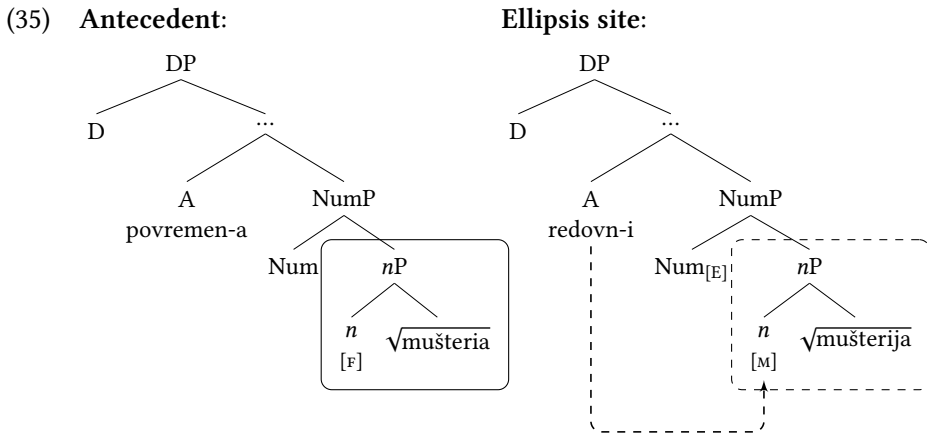 (35) Antecedent: Ellipsis site:
DP DP
D ... D ...
A NumP A NumP
povremen-a redovn-i
Num nP Num[E] nP
n √mušteria n √mušterija
[F] [M]